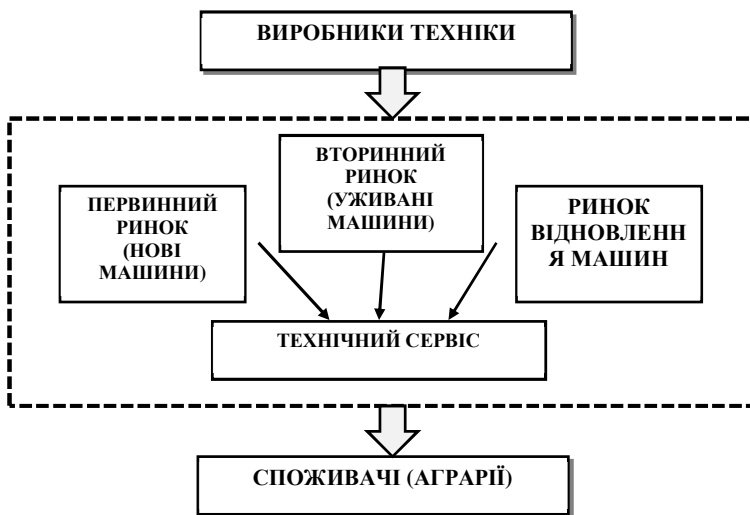 ВИРОБНИКИ ТЕХНІКИ
ПЕРВИННИЙ
РИНОК
(НОВІ
МАШИНИ)
ВТОРИННИЙ
РИНОК
(УЖИВАНІ
МАШИНИ)
РИНОК
ВІДНОВЛЕНН
Я МАШИН
ТЕХНІЧНИЙ СЕРВІС
СПОЖИВАЧІ (АГРАРІЇ)